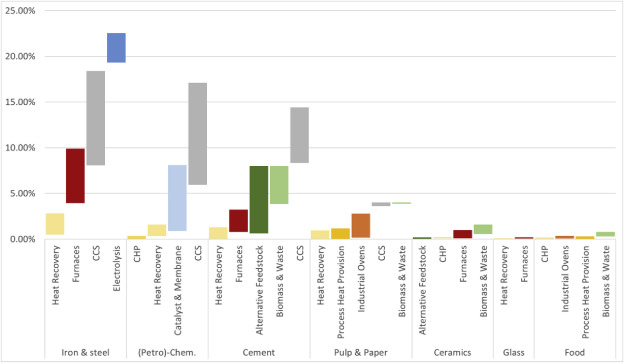 25.00%
20.00%
15.00%
10.00%
5.00%
0.00%
Heat Recovery
Furnaces
CCS
Electrolysis
CHP
Heat Recovery
Catalyst & Membrane
CCS
Heat Recovery
Furnaces
Alternative Feedstock
Biomass & Waste
CCS
Heat Recovery
Process Heat Provision
Industrial Ovens
CCS
Biomass & Waste
Alternative Feedstock
CHP
Furnaces
Biomass & Waste
Heat Recovery
Furnaces
CHP
Industrial Ovens
Process Heat Provision
Biomass & Waste
Iron & steel
(Petro)-Chem.
Cement
Pulp & Paper
Ceramics
Glass
Food